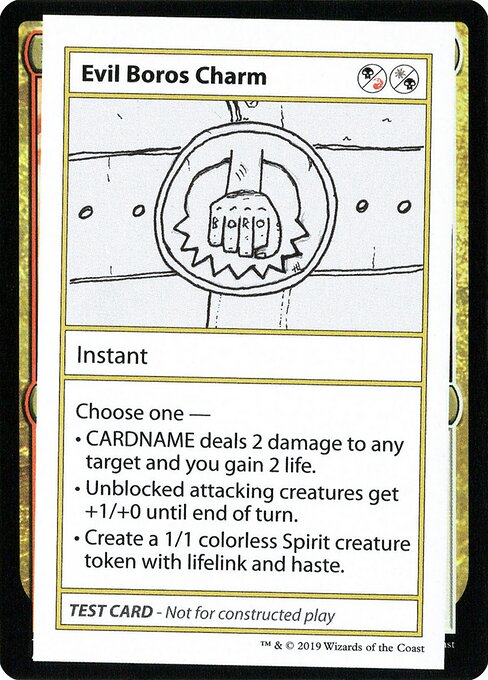 Evil Boros Charm
BORO
Instant
Choose one —
• CARDNAME deals 2 damage to any
target and you gain 2 life.
• Unblocked attacking creatures get
+1/+0 until end of turn.
• Create a 1/1 colorless Spirit creature
token with lifelink and haste.
TEST CARD - Not for constructed play
™ & © 2019 Wizards of the Coast